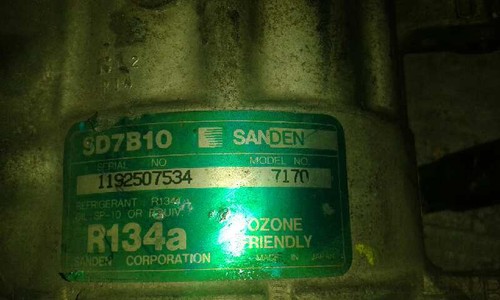 SD7B10 SANDEN
SERIAL NO MODEL NO.
1192507534 7170
REFRIGERANT R134a
OIL SP-10 OR EQUIV
R134a OZONE FRIENDLY
SANDEN CORPORATION MADE IN JAPAN